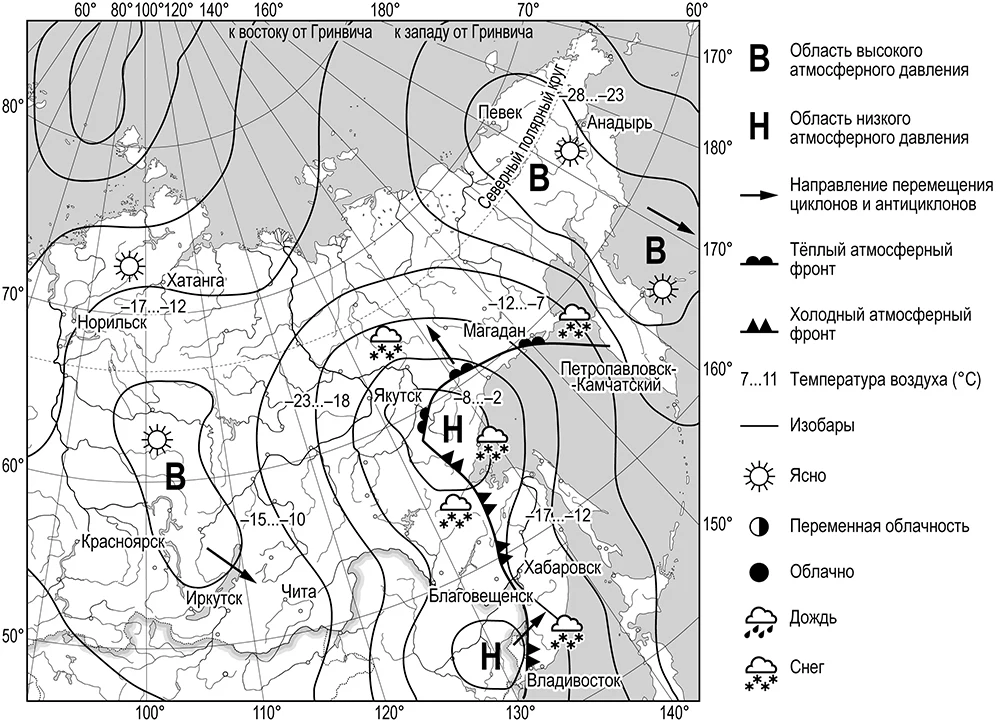 60° 80° 100° 120° 140° 160° 180° 70° 60°
к востоку от Гринвича к западу от Гринвича
170°
80°
Северный полярный круг
–28...–23
Певек
Анадырь
180°
В
В
170°
Хатанга
70°
–17...–12
Норильск
–12...–7
Магадан
160°
Петропавловск-
-Камчатский
Якутск
–23...–18
–8...–2
Н
60°
В
–15...–10
–17...–12
150°
Красноярск
Хабаровск
Иркутск
Чита
Благовещенск
50°
Н
Владивосток
100° 110° 120° 130° 140°
В Область высокого
атмосферного давления
Н Область низкого
атмосферного давления
Направление перемещения
циклонов и антициклонов
Тёплый атмосферный
фронт
Холодный атмосферный
фронт
7...11 Температура воздуха (°С)
Изобары
Ясно
Переменная облачность
Облачно
Дождь
Снег